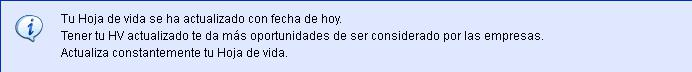 Tu Hoja de vida se ha actualizado con fecha de hoy.
Tener tu HV actualizado te da más oportunidades de ser considerado por las empresas.
Actualiza constantemente tu Hoja de vida.